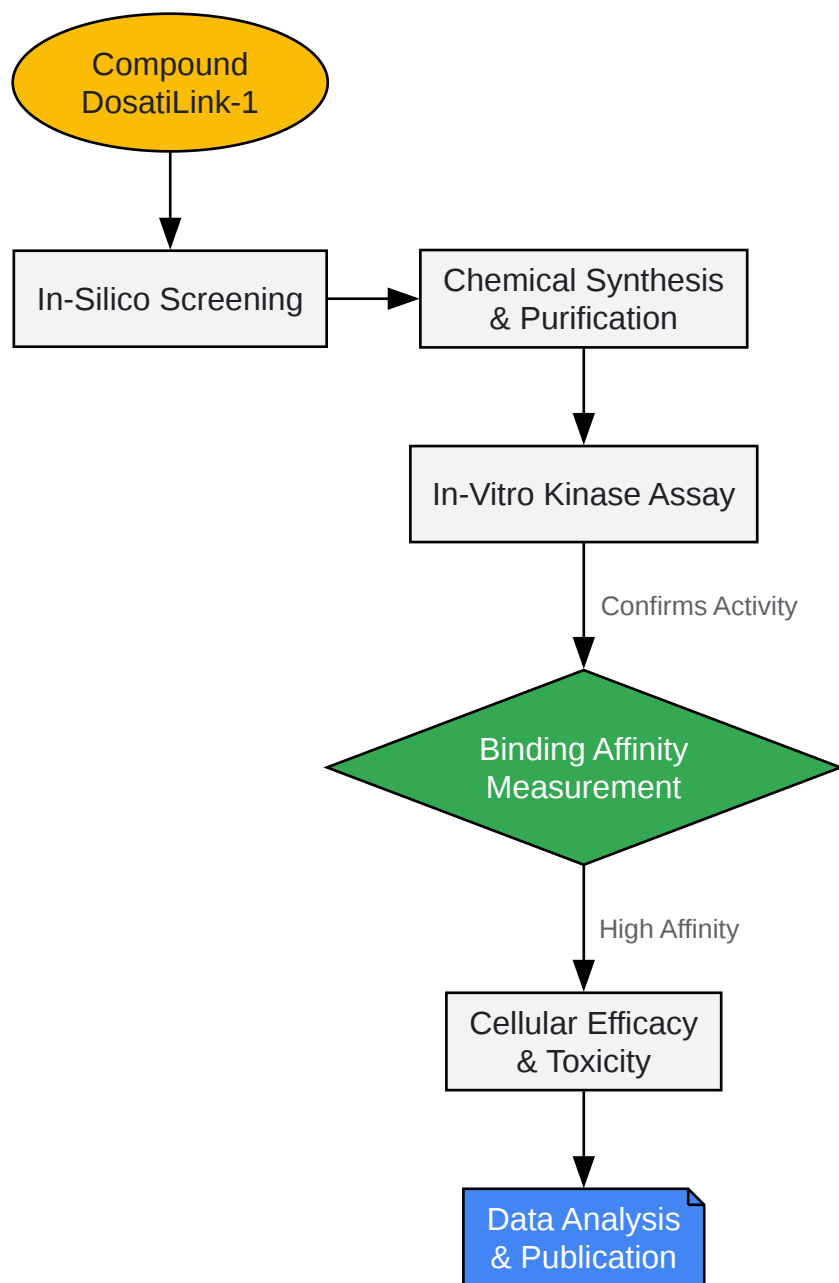 Compound
DosatiLink-1
In-Silico Screening
Chemical Synthesis
& Purification
In-Vitro Kinase Assay
Confirms Activity
Binding Affinity
Measurement
High Affinity
Cellular Efficacy
& Toxicity
Data Analysis
& Publication